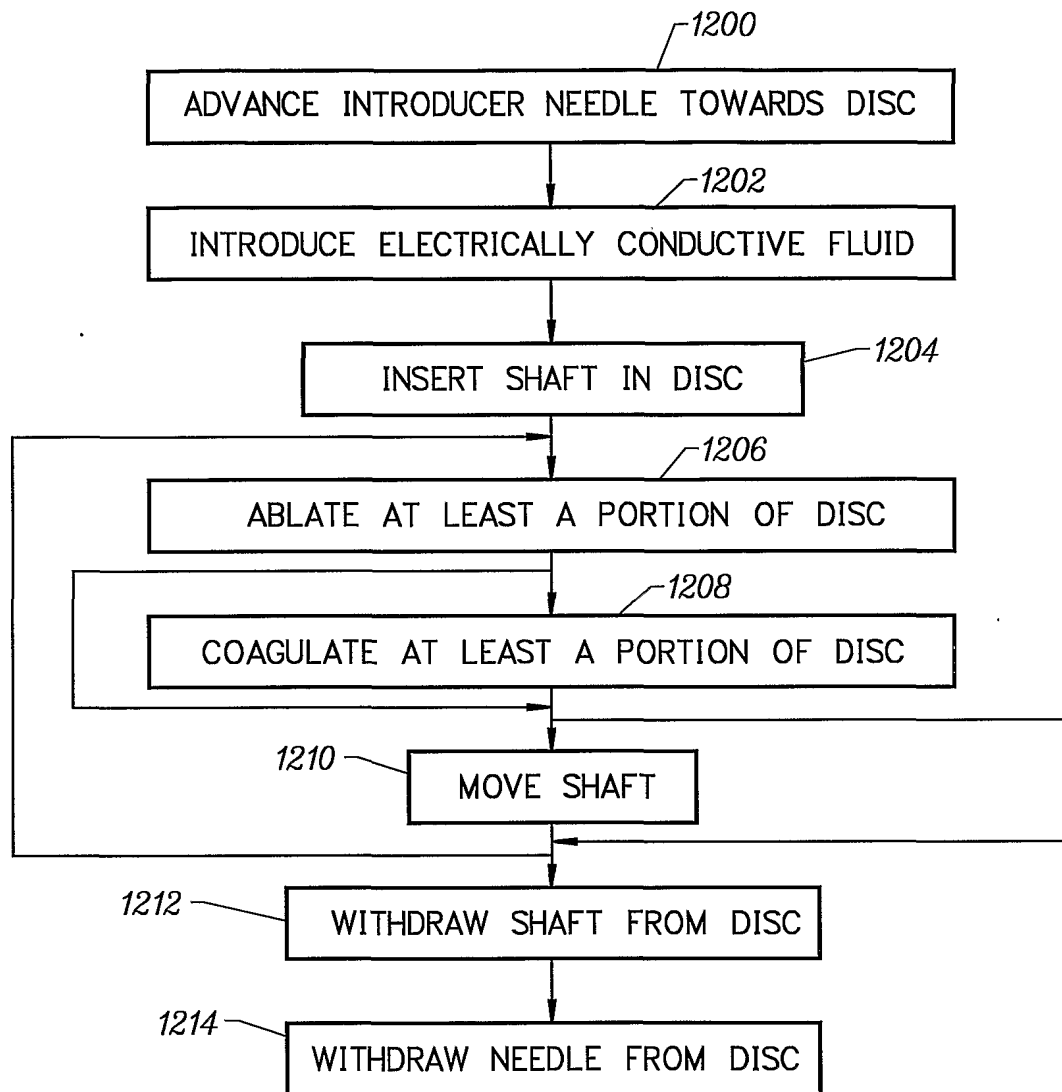 1200
ADVANCE INTRODUCER NEEDLE TOWARDS DISC
1202
INTRODUCE ELECTRICALLY CONDUCTIVE FLUID
1204
INSERT SHAFT IN DISC
1206
ABLATE AT LEAST A PORTION OF DISC
1208
COAGULATE AT LEAST A PORTION OF DISC
1210
MOVE SHAFT
1212
WITHDRAW SHAFT FROM DISC
1214
WITHDRAW NEEDLE FROM DISC